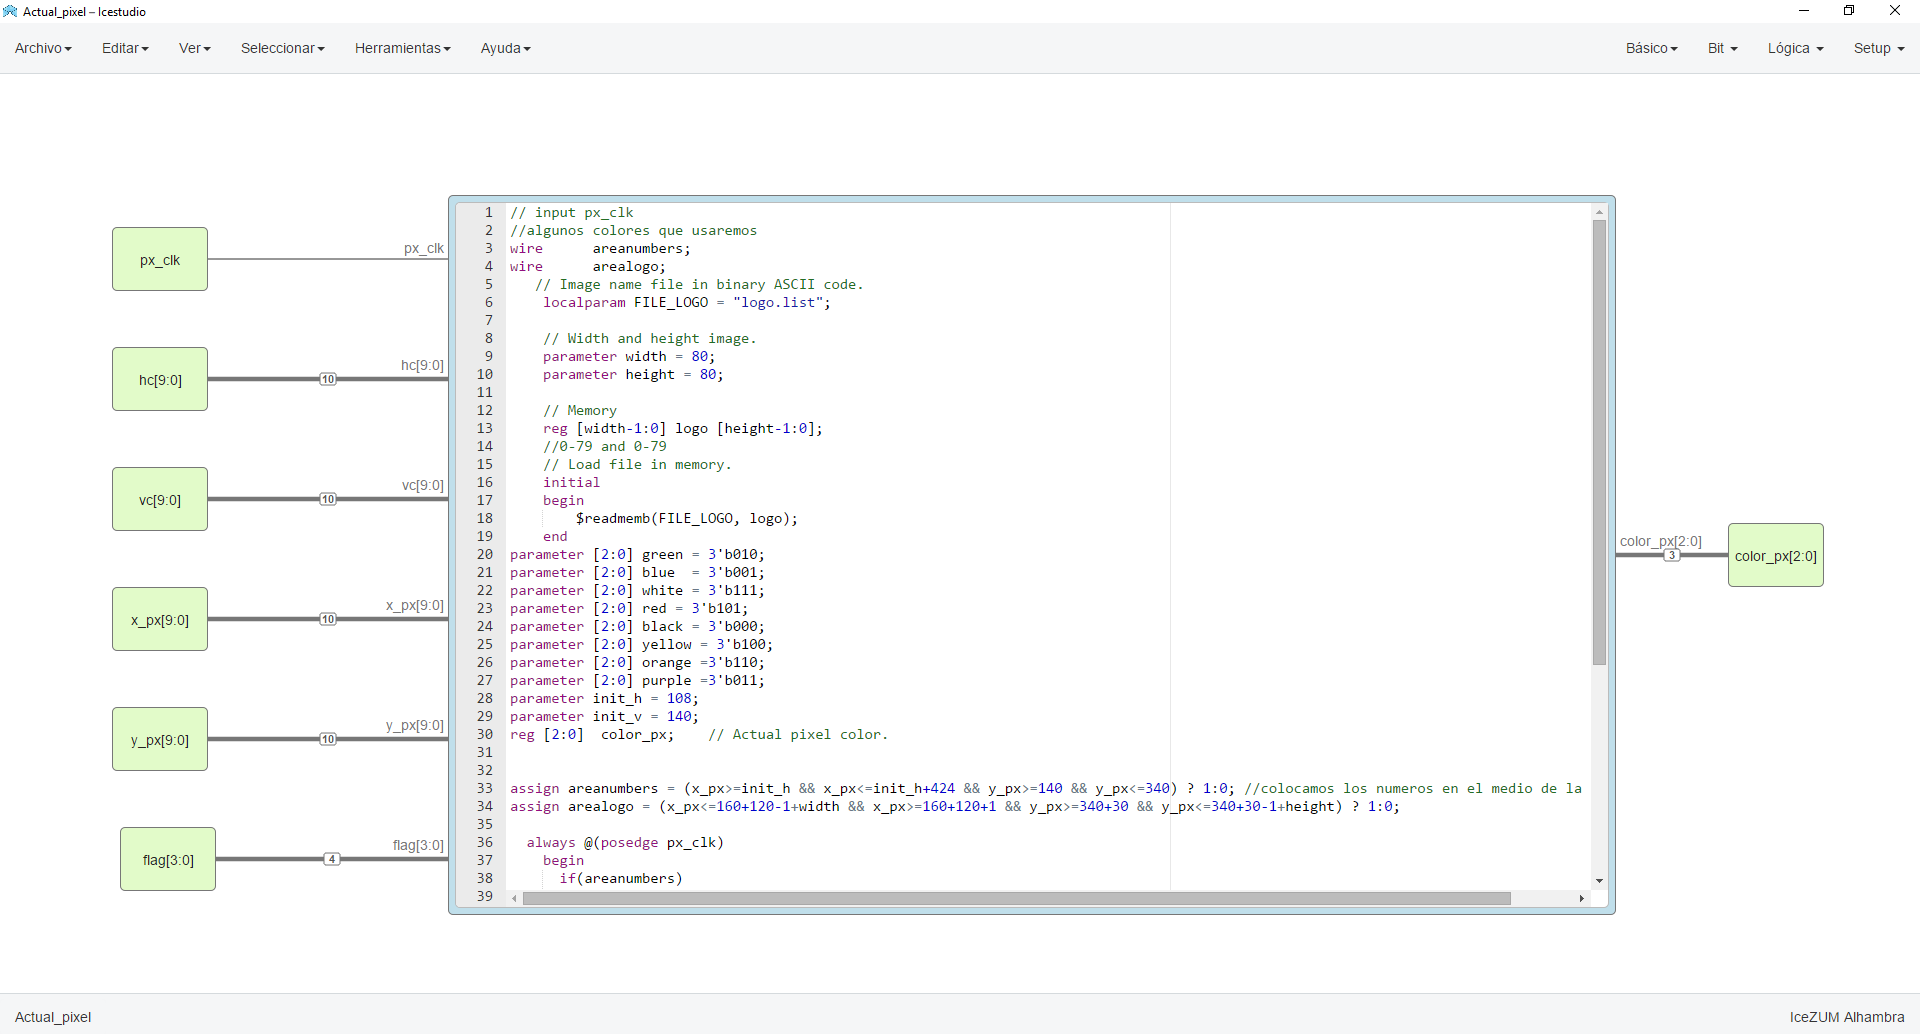 Actual_pixel – Icestudio
Archivo Editar Ver Seleccionar Herramientas Ayuda Básico Bit Lógica Setup
px_clk
px_clk
hc[9:0]
10
hc[9:0]
vc[9:0]
10
vc[9:0]
x_px[9:0]
10
x_px[9:0]
y_px[9:0]
10
y_px[9:0]
flag[3:0]
4
flag[3:0]
1 // input px_clk
2 //algunos colores que usaremos
3 wire      areanumbers;
4 wire      arealogo;
5    // Image name file in binary ASCII code.
6     localparam FILE_LOGO = "logo.list";
7
8     // Width and height image.
9     parameter width = 80;
10     parameter height = 80;
11
12     // Memory
13     reg [width-1:0] logo [height-1:0];
14     //0-79 and 0-79
15     // Load file in memory.
16     initial
17     begin
18         $readmemb(FILE_LOGO, logo);
19     end
20 parameter [2:0] green = 3'b010;
21 parameter [2:0] blue  = 3'b001;
22 parameter [2:0] white = 3'b111;
23 parameter [2:0] red = 3'b101;
24 parameter [2:0] black = 3'b000;
25 parameter [2:0] yellow = 3'b100;
26 parameter [2:0] orange =3'b110;
27 parameter [2:0] purple =3'b011;
28 parameter init_h = 108;
29 parameter init_v = 140;
30 reg [2:0]  color_px;    // Actual pixel color.
31
32
33 assign areanumbers = (x_px>=init_h && x_px<=init_h+424 && y_px>=140 && y_px<=340) ? 1:0; //colocamos los numeros en el medio de la
34 assign arealogo = (x_px<=160+120-1+width && x_px>=160+120+1 && y_px>=340+30 && y_px<=340+30-1+height) ? 1:0;
35
36   always @(posedge px_clk)
37     begin
38       if(areanumbers)
39
color_px[2:0]
3
color_px[2:0]
Actual_pixel
IceZUM Alhambra